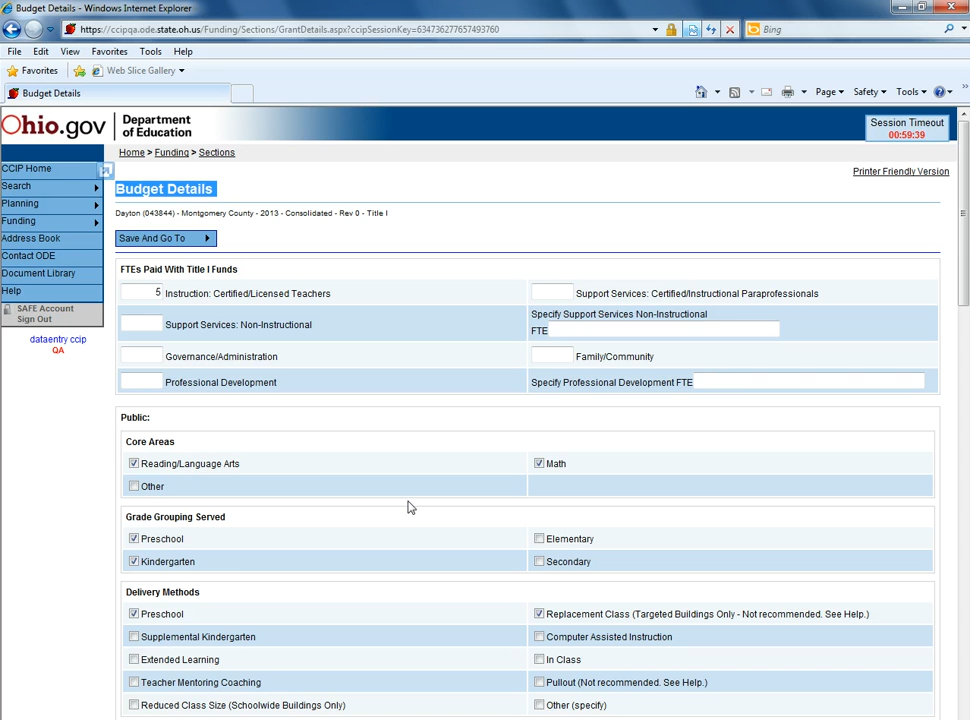 Budget Details - Windows Internet Explorer
https://ccipqa.ode.state.oh.us/Funding/Sections/GrantDetails.aspx?ccipSessionKey=634736277657493760
Bing
File Edit View Favorites Tools Help
Favorites Web Slice Gallery
Budget Details
Page Safety Tools
Ohio.gov
Department
of Education
Session Timeout
00:59:39
Home > Funding > Sections
CCIP Home
Search
Planning
Funding
Address Book
Contact ODE
Document Library
Help
SAFE Account
Sign Out
dataentry ccip
QA
Printer Friendly Version
Budget Details
Dayton (043844) - Montgomery County - 2013 - Consolidated - Rev 0 - Title I
Save And Go To
FTEs Paid With Title I Funds
5 Instruction: Certified/Licensed Teachers
Support Services: Certified/Instructional Paraprofessionals
Support Services: Non-Instructional
Specify Support Services Non-Instructional
FTE
Governance/Administration
Family/Community
Professional Development
Specify Professional Development FTE
Public:
Core Areas
Reading/Language Arts
Math
Other
Grade Grouping Served
Preschool
Elementary
Kindergarten
Secondary
Delivery Methods
Preschool
Replacement Class (Targeted Buildings Only - Not recommended. See Help.)
Supplemental Kindergarten
Computer Assisted Instruction
Extended Learning
In Class
Teacher Mentoring Coaching
Pullout (Not recommended. See Help.)
Reduced Class Size (Schoolwide Buildings Only)
Other (specify)